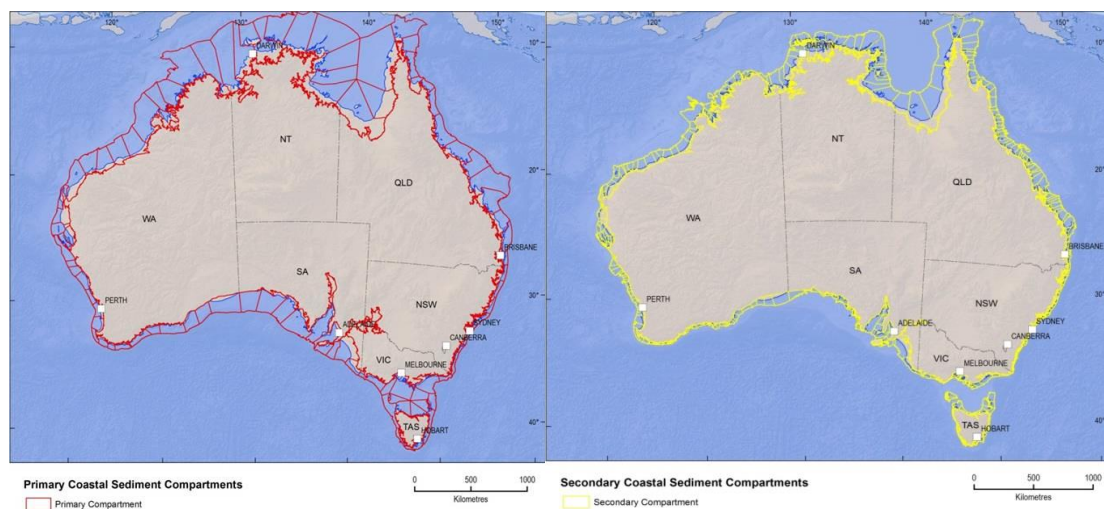 120° 130° 140° 150°
10°
DARWIN
NT
20°
QLD
WA
BRISBANE
SA
30°
PERTH
NSW
ADELAIDE
SYDNEY
CANBERRA
VIC
MELBOURNE
40°
TAS
HOBART
Primary Coastal Sediment Compartments
Primary Compartment
0 500 1000
Kilometres
120° 130° 140° 150°
10°
DARWIN
NT
20°
QLD
WA
BRISBANE
SA
30°
PERTH
NSW
ADELAIDE
SYDNEY
CANBERRA
VIC
MELBOURNE
40°
TAS
HOBART
Secondary Coastal Sediment Compartments
Secondary Compartment
0 500 1000
Kilometres